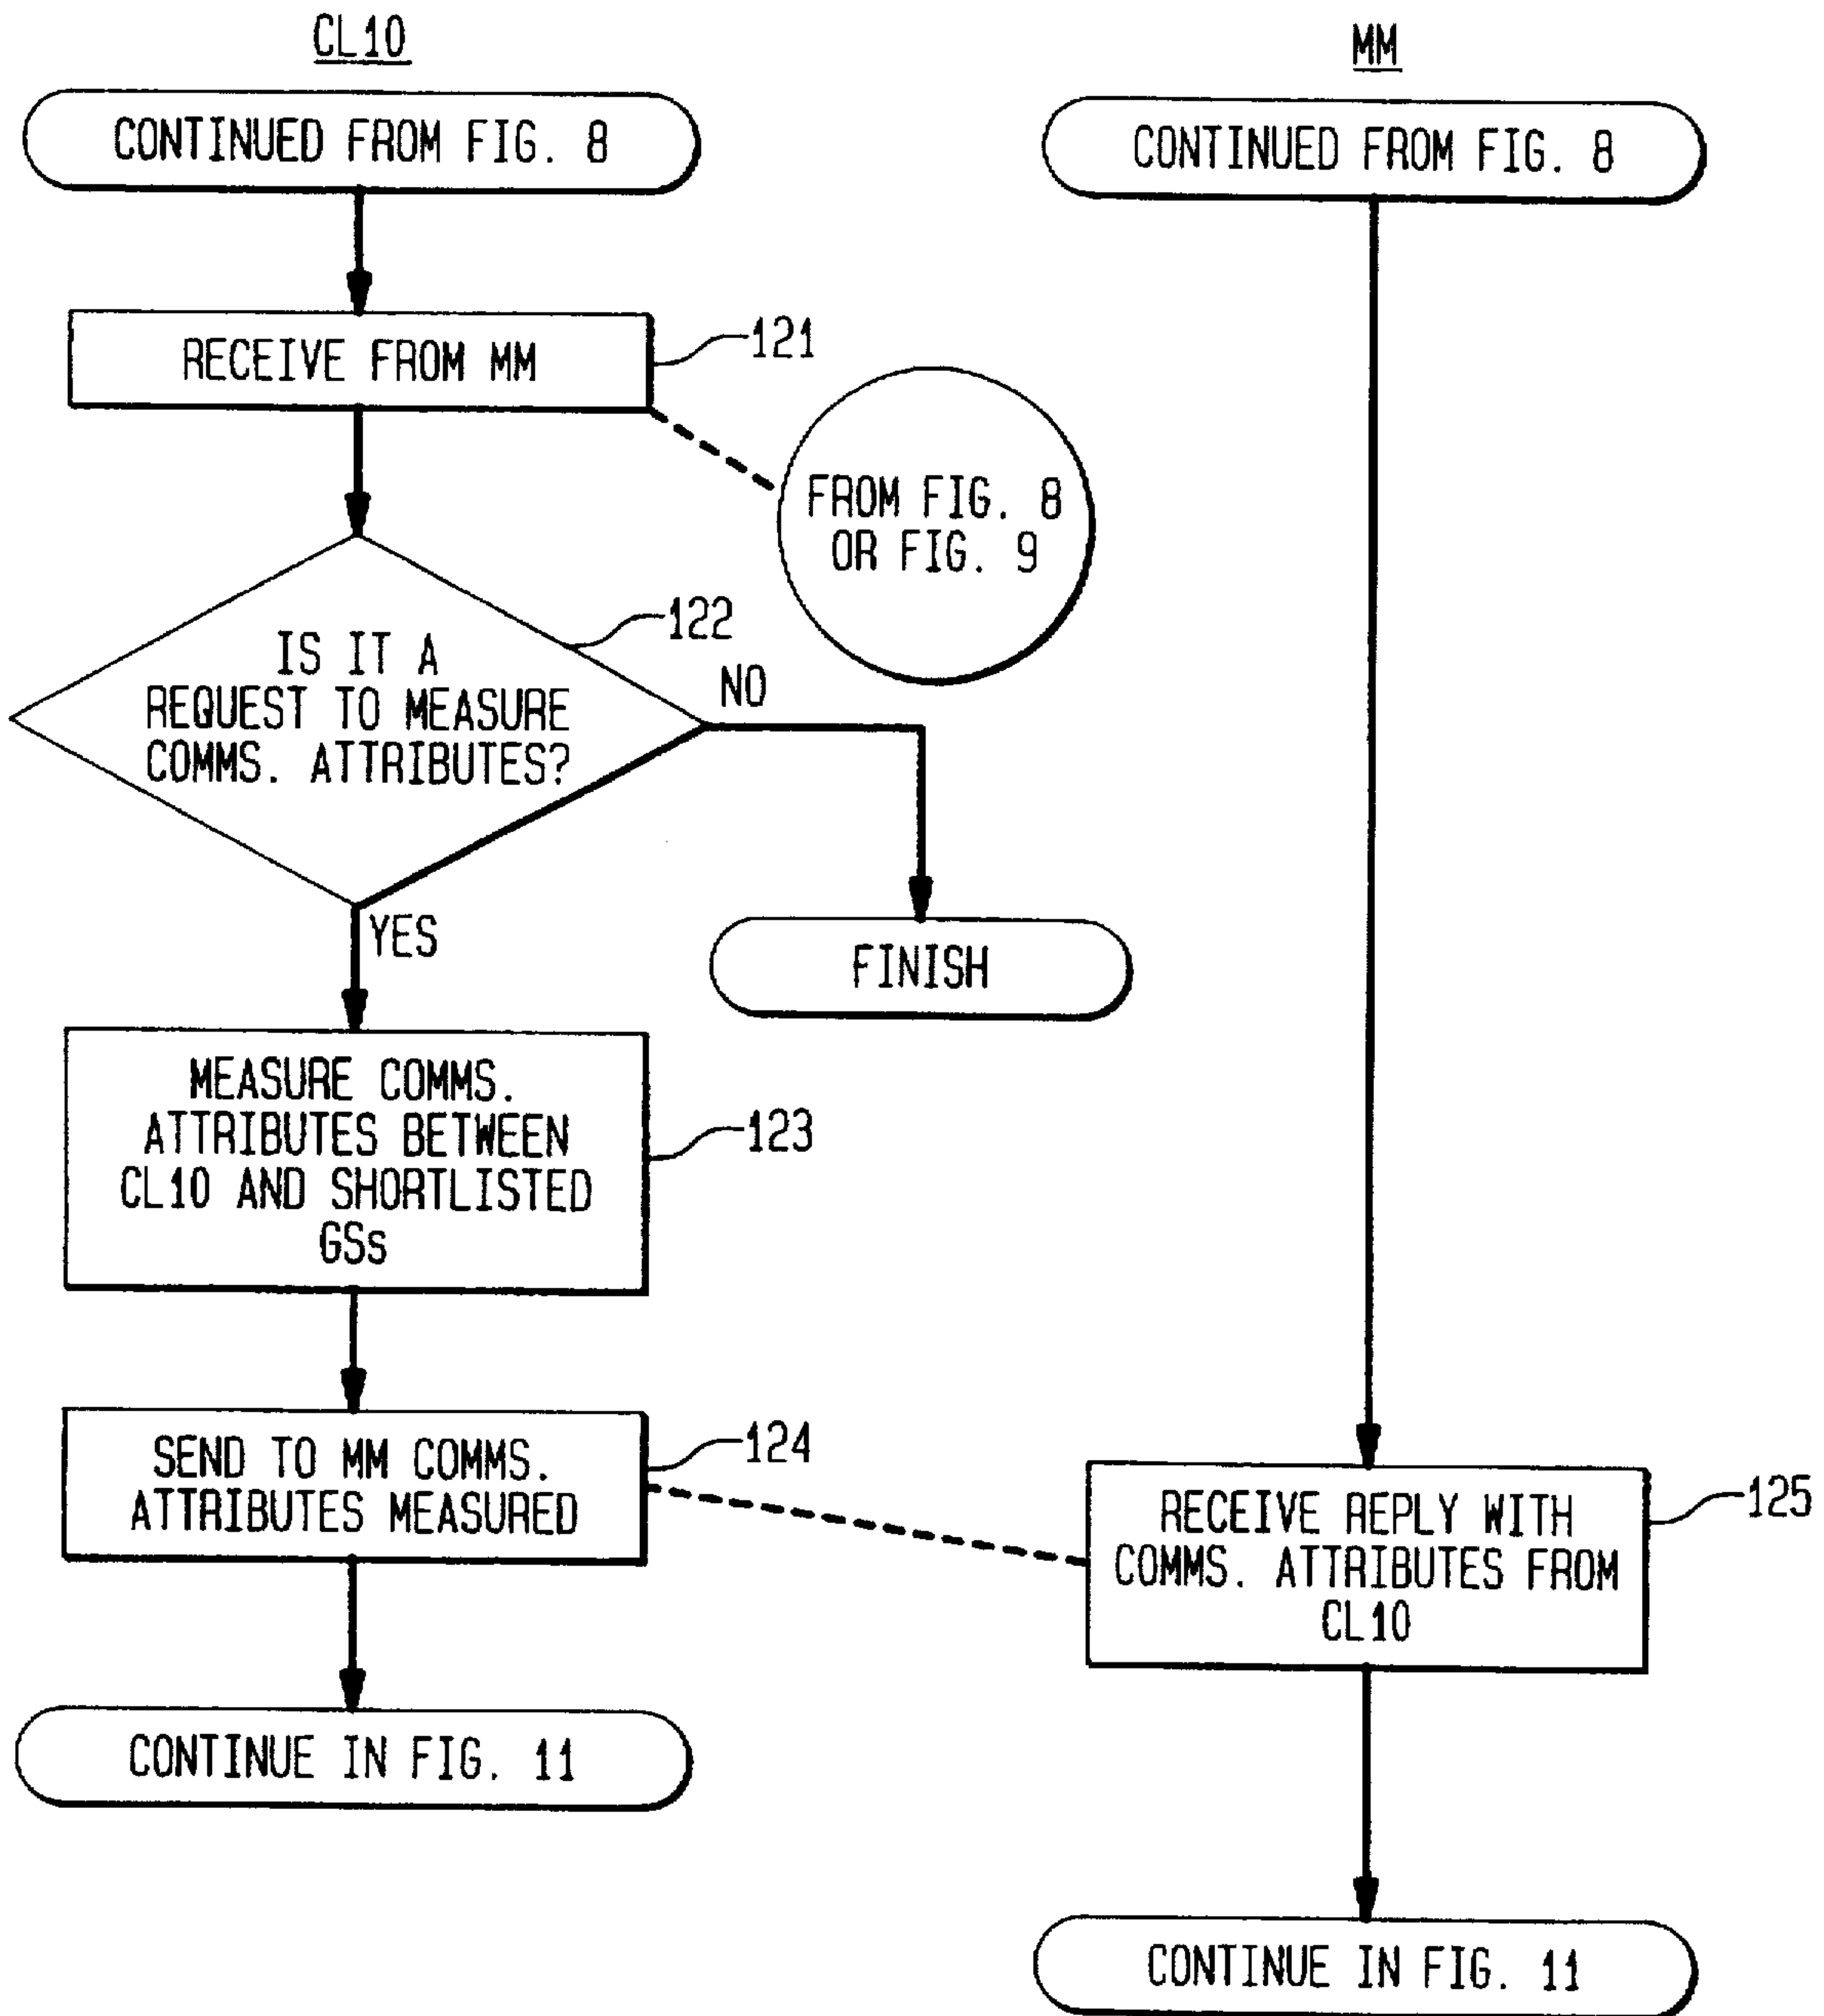 CL10
MM
CONTINUED FROM FIG. 8
CONTINUED FROM FIG. 8
RECEIVE FROM MM
121
FROM FIG. 8
OR FIG. 9
122
IS IT A
REQUEST TO MEASURE
COMMS. ATTRIBUTES?
NO
YES
FINISH
MEASURE COMMS.
ATTRIBUTES BETWEEN
CL10 AND SHORTLISTED
GSs
123
SEND TO MM COMMS.
ATTRIBUTES MEASURED
124
RECEIVE REPLY WITH
COMMS. ATTRIBUTES FROM
CL10
125
CONTINUE IN FIG. 11
CONTINUE IN FIG. 11